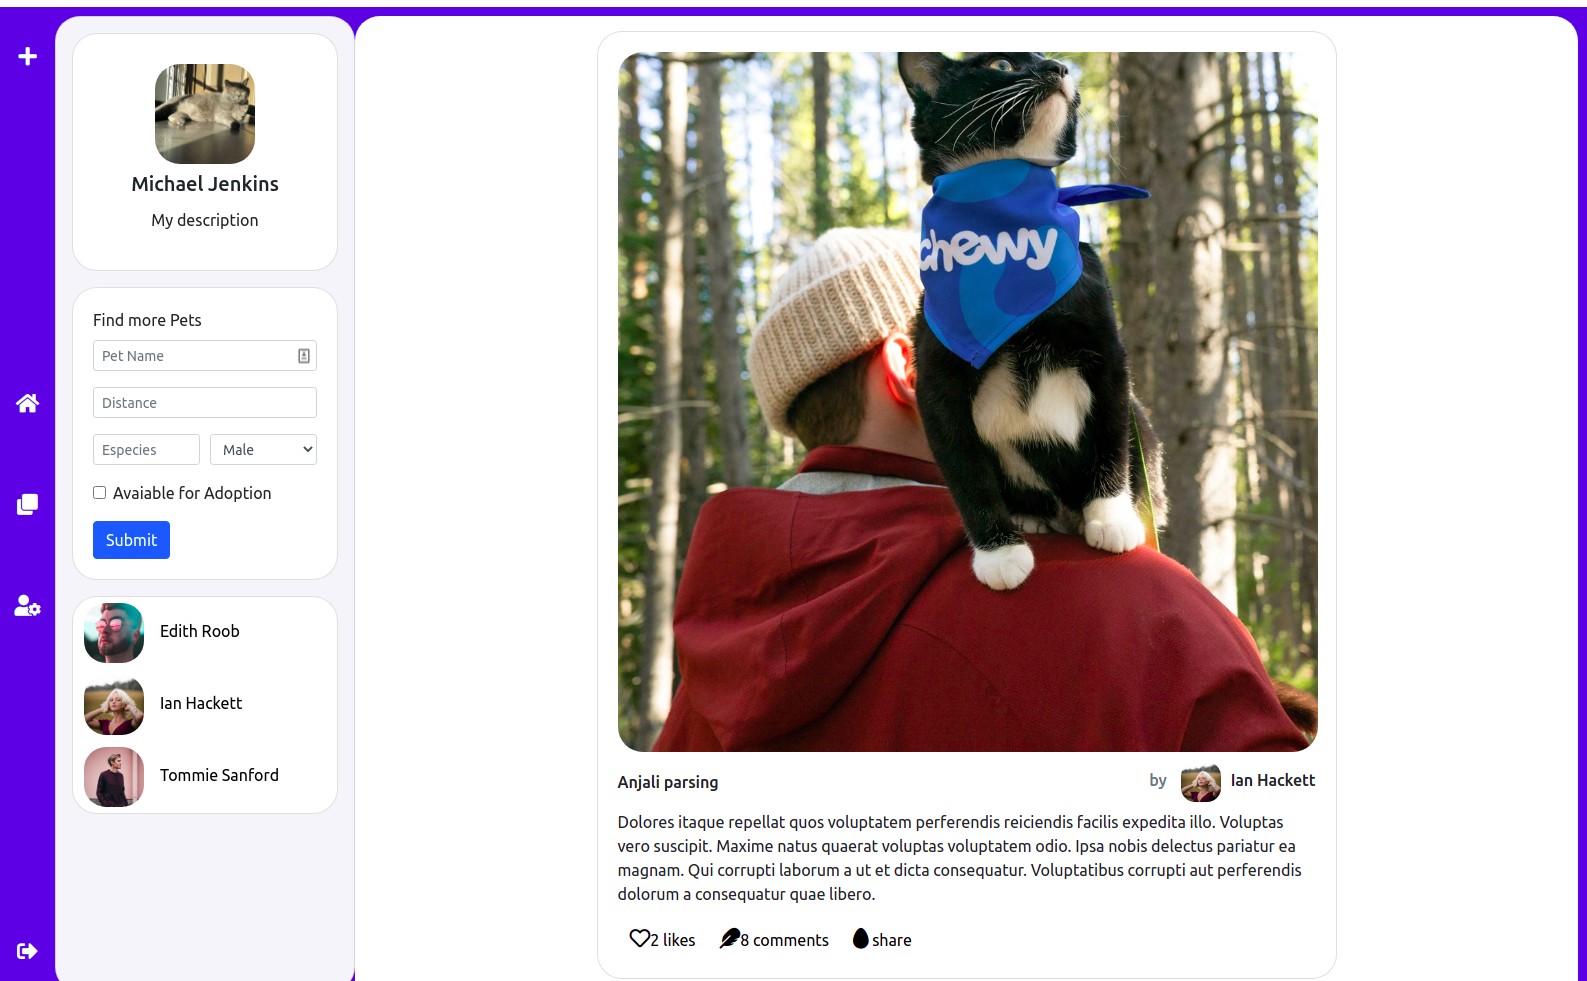 Michael Jenkins
My description
Find more Pets
Pet Name
Distance
Especies
Male
Avaiable for Adoption
Submit
Edith Roob
Ian Hackett
Tommie Sanford
chewy
Anjali parsing
by Ian Hackett
Dolores itaque repellat quos voluptatem perferendis reiciendis facilis expedita illo. Voluptas
vero suscipit. Maxime natus quaerat voluptas voluptatem odio. Ipsa nobis delectus pariatur ea
magnam. Qui corrupti laborum a ut et dicta consequatur. Voluptatibus corrupti aut perferendis
dolorum a consequatur quae libero.
2 likes 8 comments share